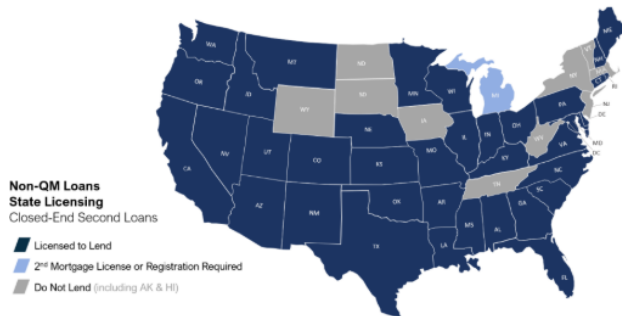 WA
OR
CA
NV
ID
MT
WY
UT
AZ
CO
NM
ND
SD
NE
KS
OK
TX
MN
IA
MO
AR
LA
WI
IL
IN
MI
OH
KY
TN
MS
AL
GA
FL
SC
NC
VA
WV
PA
NY
VT
NH
ME
CT
RI
NJ
DE
MD
DC
Non-QM Loans
State Licensing
Closed-End Second Loans
Licensed to Lend
2nd Mortgage License or Registration Required
Do Not Lend (including AK & HI)